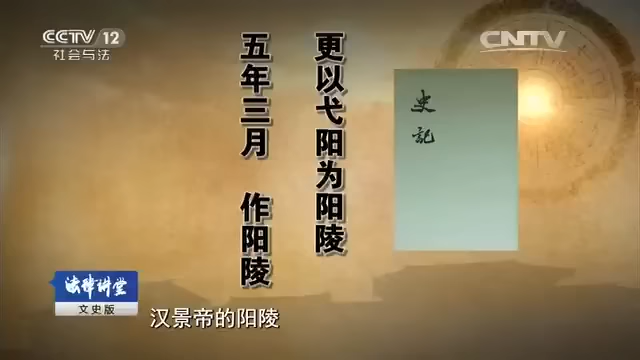 CCTV 12
社会与法
CNTV
更以弋阳为阳陵
五年三月 作阳陵
史記
法律讲堂
文史版
汉景帝的阳陵